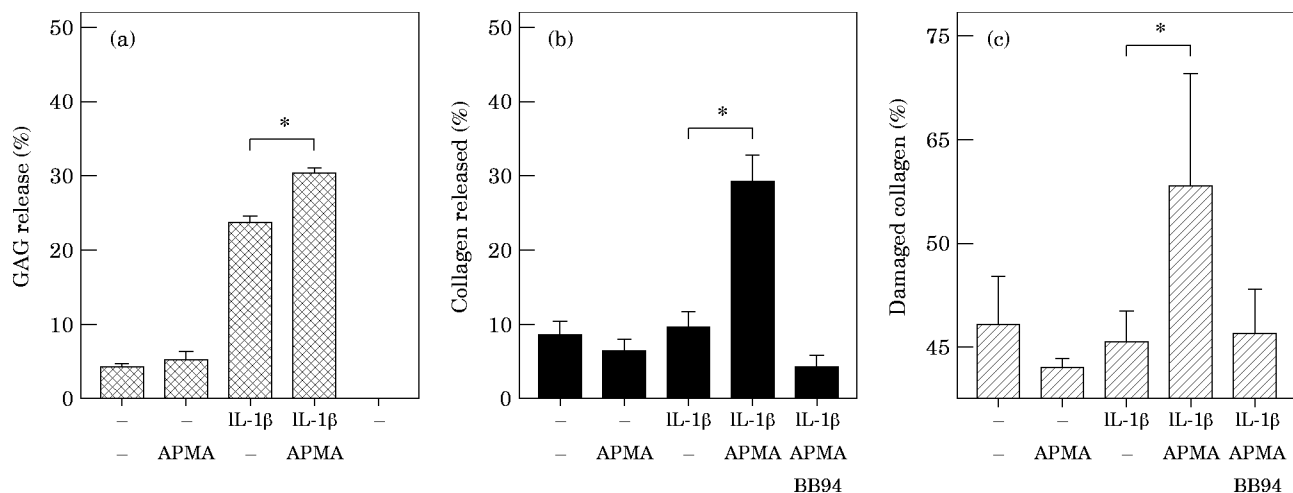 (a)
GAG release (%)
50
40
30
20
10
0
*
– – IL-1β IL-1β –
– APMA – APMA
(b)
Collagen released (%)
50
40
30
20
10
0
*
– – IL-1β IL-1β IL-1β
– APMA – APMA APMA
BB94
(c)
Damaged collagen (%)
75
65
50
45
*
– – IL-1β IL-1β IL-1β
– APMA – APMA APMA
BB94